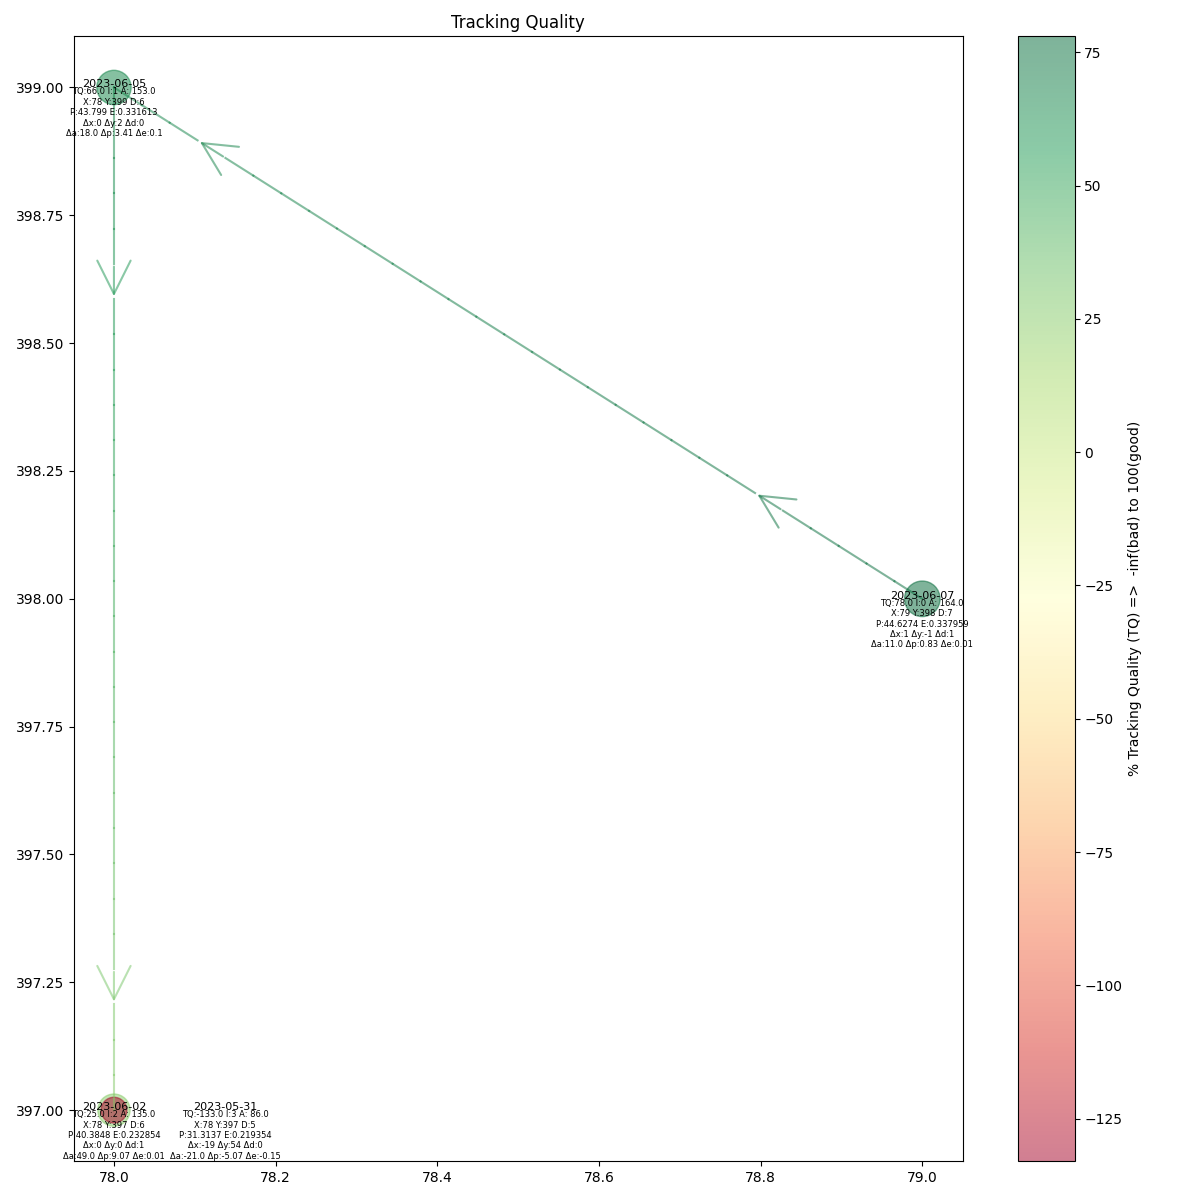 Tracking Quality
399.00
398.75
398.50
398.25
398.00
397.75
397.50
397.25
397.00
78.0
78.2
78.4
78.6
78.8
79.0
2023-06-05
TQ:66.0 I:1 A: 153.0
X:78 Y:399 D:6
P:43.799 E:0.331613
Δx:0 Δy:2 Δd:0
Δa:18.0 Δp:3.41 Δe:0.1
2023-06-07
TQ:78.0 I:0 A: 164.0
X:79 Y:398 D:7
P:44.6274 E:0.337959
Δx:1 Δy:-1 Δd:1
Δa:11.0 Δp:0.83 Δe:0.01
2023-06-02
TQ:25.0 I:2 A: 135.0
X:78 Y:397 D:6
P:40.3848 E:0.232854
Δx:0 Δy:0 Δd:1
Δa:49.0 Δp:9.07 Δe:0.01
2023-05-31
TQ:-133.0 I:3 A: 86.0
X:78 Y:397 D:5
P:31.3137 E:0.219354
Δx:-19 Δy:54 Δd:0
Δa:-21.0 Δp:-5.07 Δe:-0.15
75
50
25
0
−25
−50
−75
−100
−125
% Tracking Quality (TQ) => -inf(bad) to 100(good)